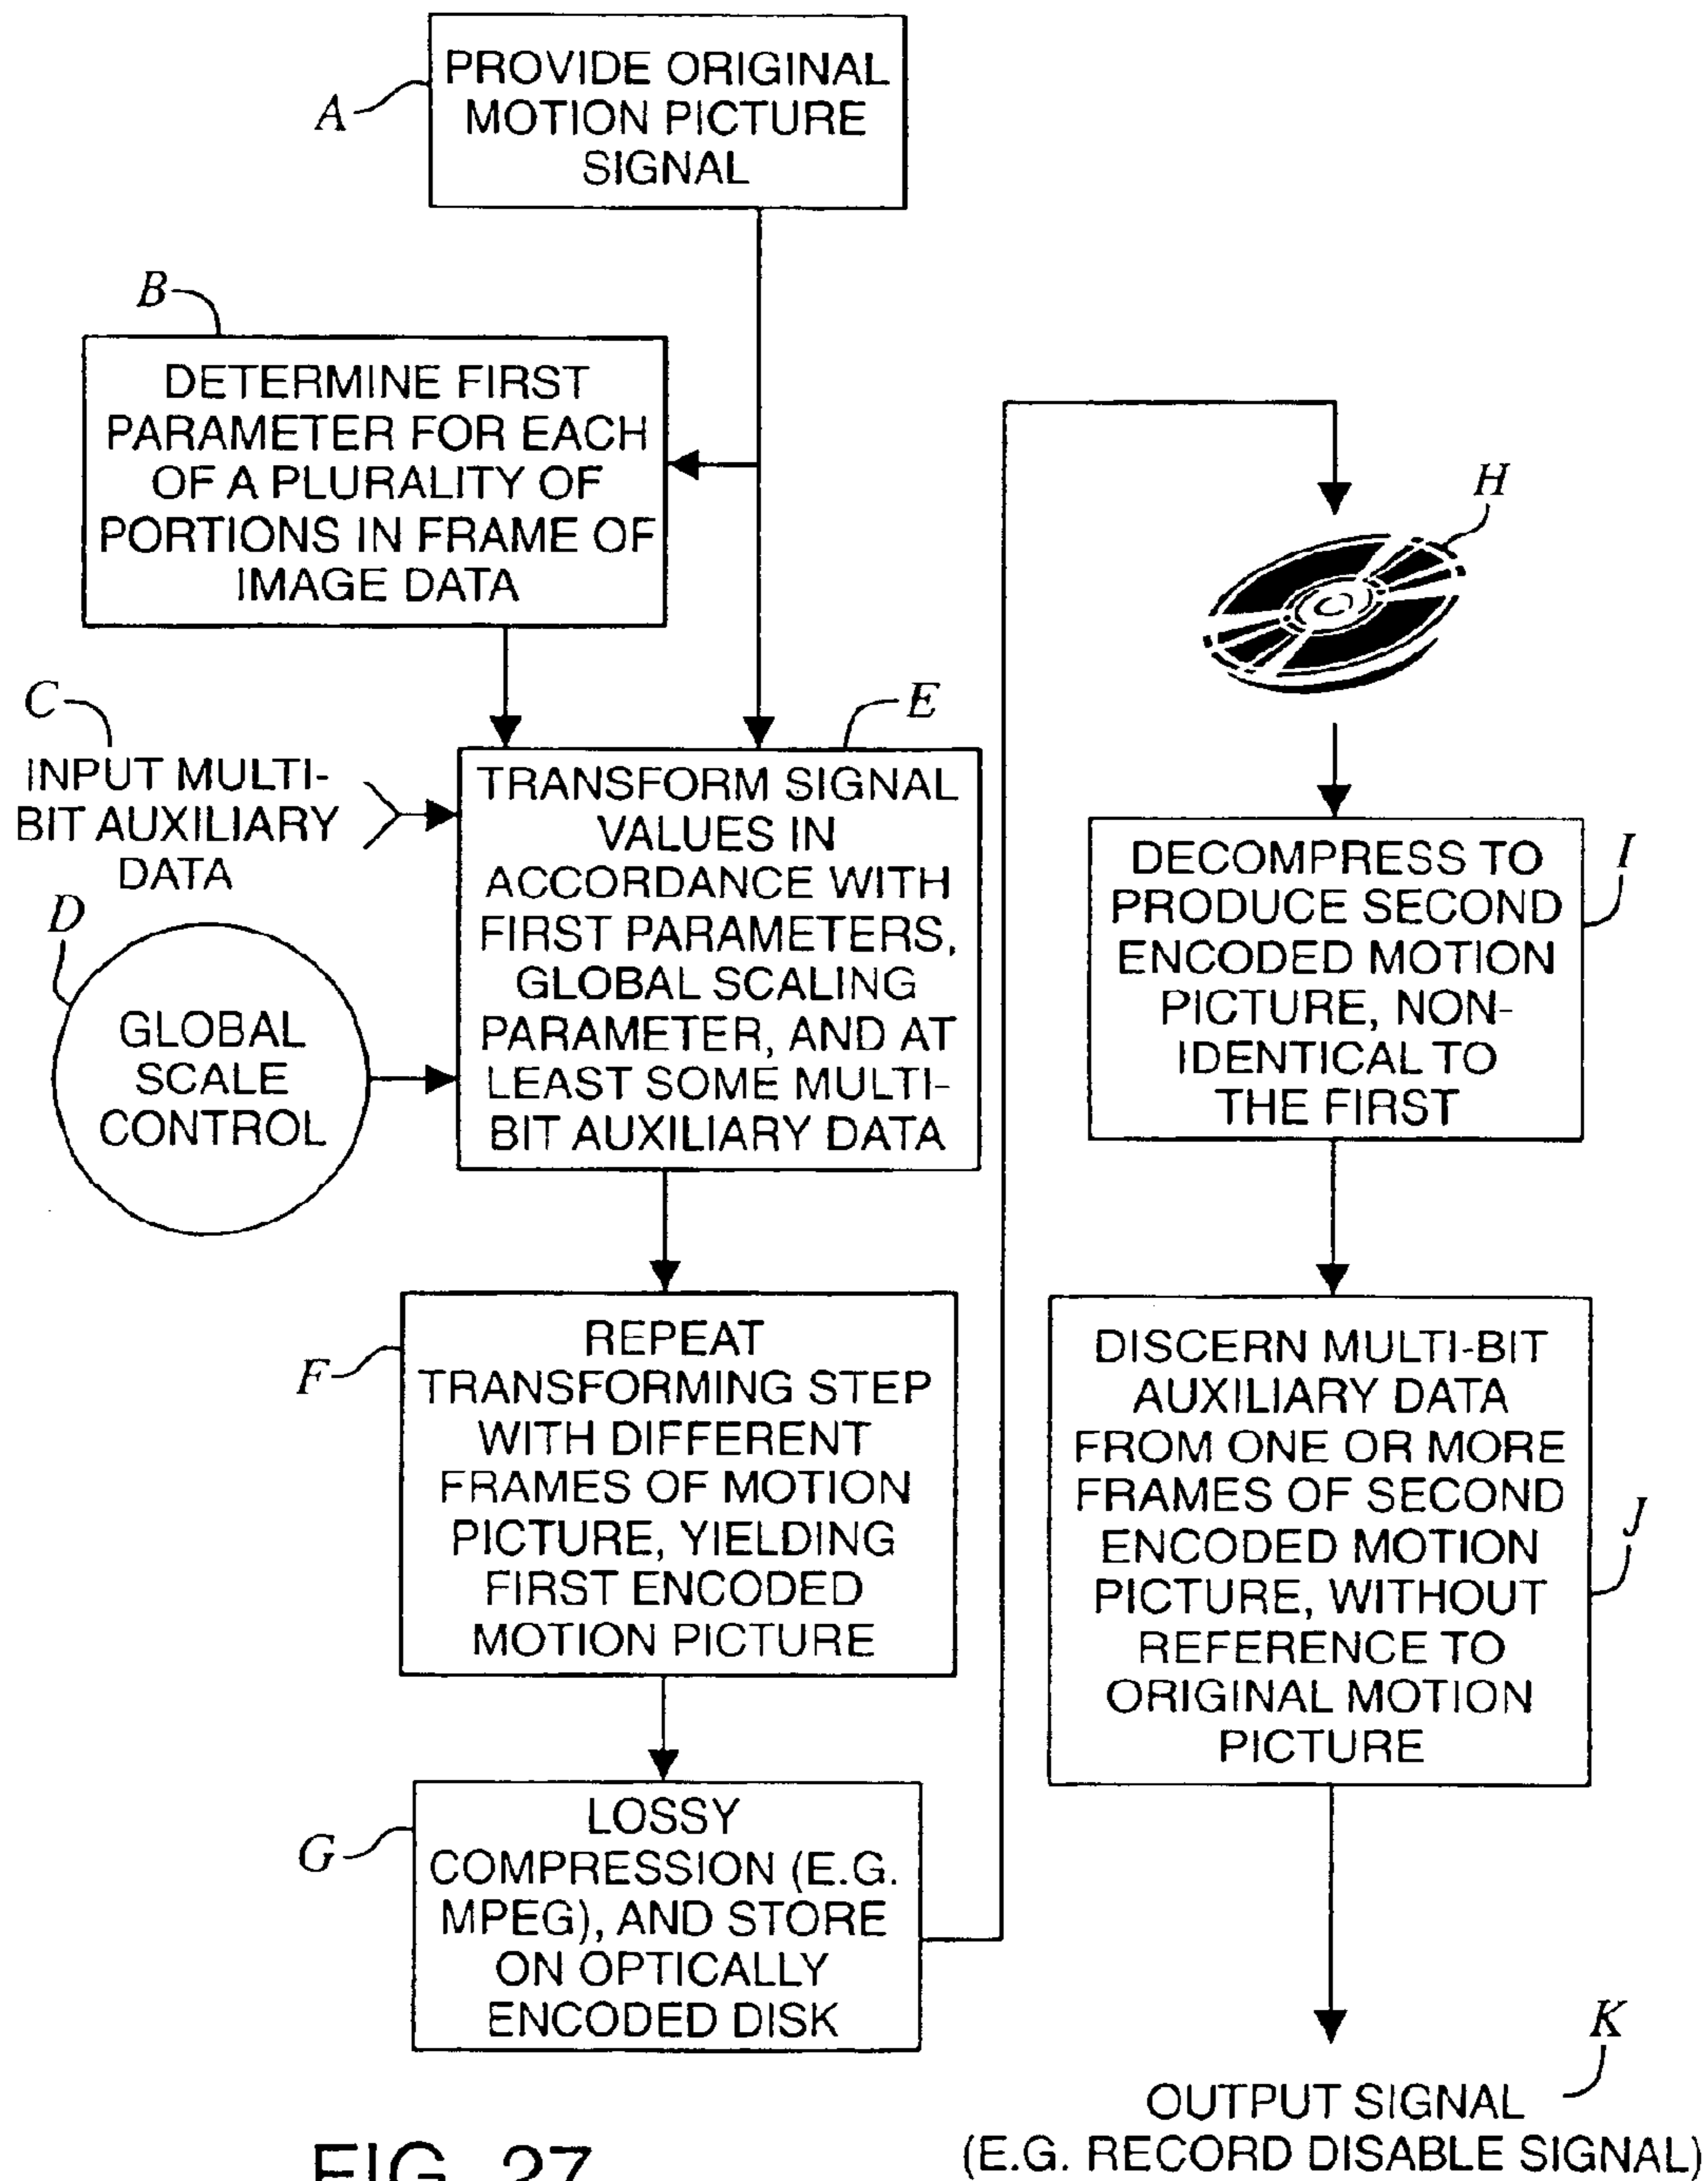 A
PROVIDE ORIGINAL
MOTION PICTURE
SIGNAL
B
DETERMINE FIRST
PARAMETER FOR EACH
OF A PLURALITY OF
PORTIONS IN FRAME OF
IMAGE DATA
C
INPUT MULTI-
BIT AUXILIARY
DATA
D
GLOBAL
SCALE
CONTROL
E
TRANSFORM SIGNAL
VALUES IN
ACCORDANCE WITH
FIRST PARAMETERS,
GLOBAL SCALING
PARAMETER, AND AT
LEAST SOME MULTI-
BIT AUXILIARY DATA
F
REPEAT
TRANSFORMING STEP
WITH DIFFERENT
FRAMES OF MOTION
PICTURE, YIELDING
FIRST ENCODED
MOTION PICTURE
G
LOSSY
COMPRESSION (E.G.
MPEG), AND STORE
ON OPTICALLY
ENCODED DISK
H
I
DECOMPRESS TO
PRODUCE SECOND
ENCODED MOTION
PICTURE, NON-
IDENTICAL TO
THE FIRST
J
DISCERN MULTI-BIT
AUXILIARY DATA
FROM ONE OR MORE
FRAMES OF SECOND
ENCODED MOTION
PICTURE, WITHOUT
REFERENCE TO
ORIGINAL MOTION
PICTURE
K
OUTPUT SIGNAL
(E.G. RECORD DISABLE SIGNAL)
FIG. 27